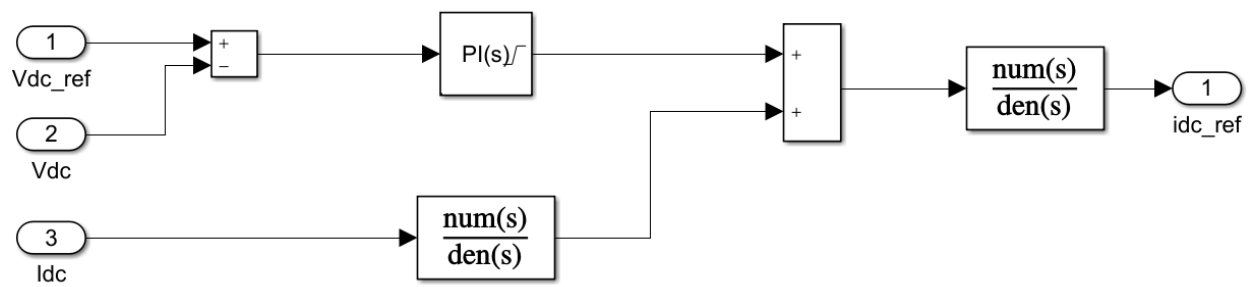 1
Vdc_ref
+
−
PI(s)
+
+
num(s)
den(s)
1
idc_ref
2
Vdc
3
Idc
num(s)
den(s)